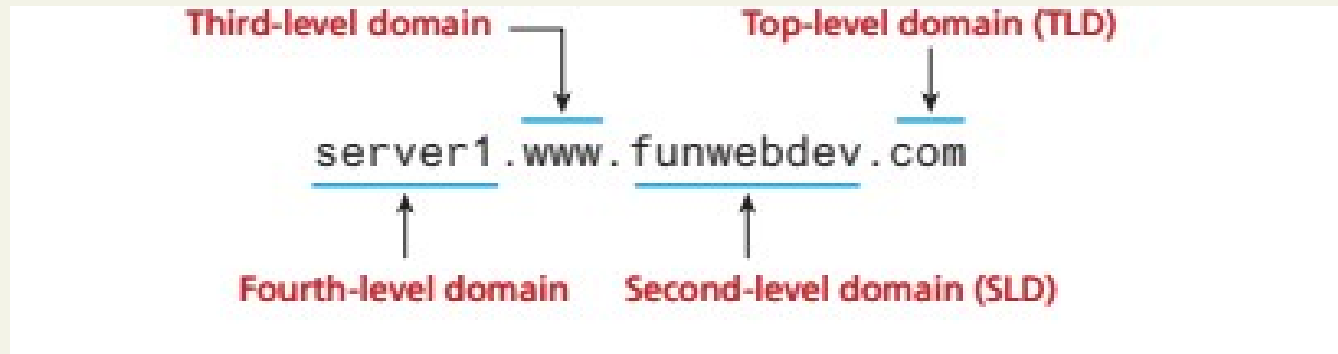 Third-level domain Top-level domain (TLD)
server1.www.funwebdev.com
Fourth-level domain Second-level domain (SLD)